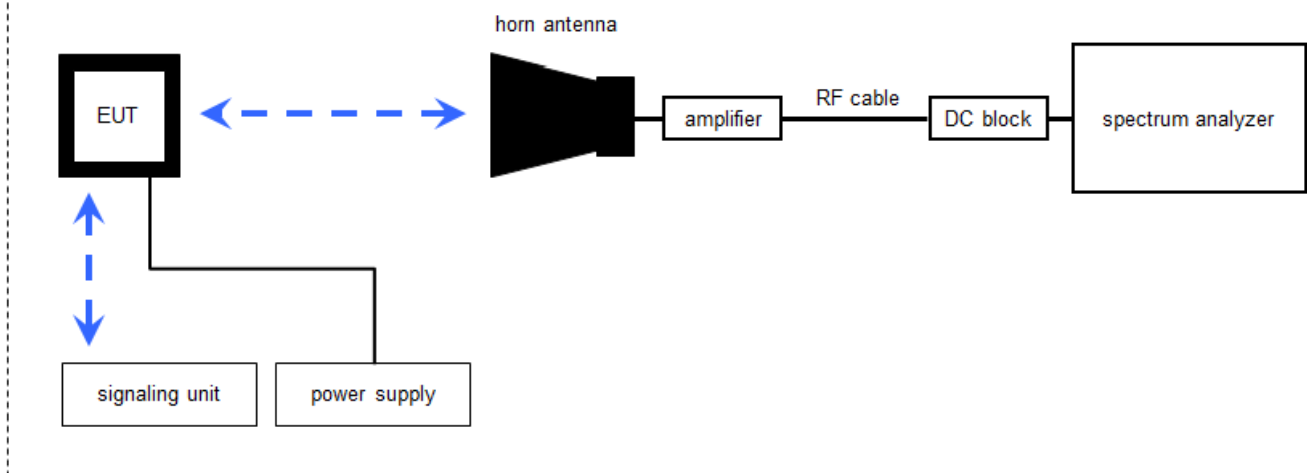 horn antenna
EUT
amplifier
RF cable
DC block
spectrum analyzer
signaling unit
power supply